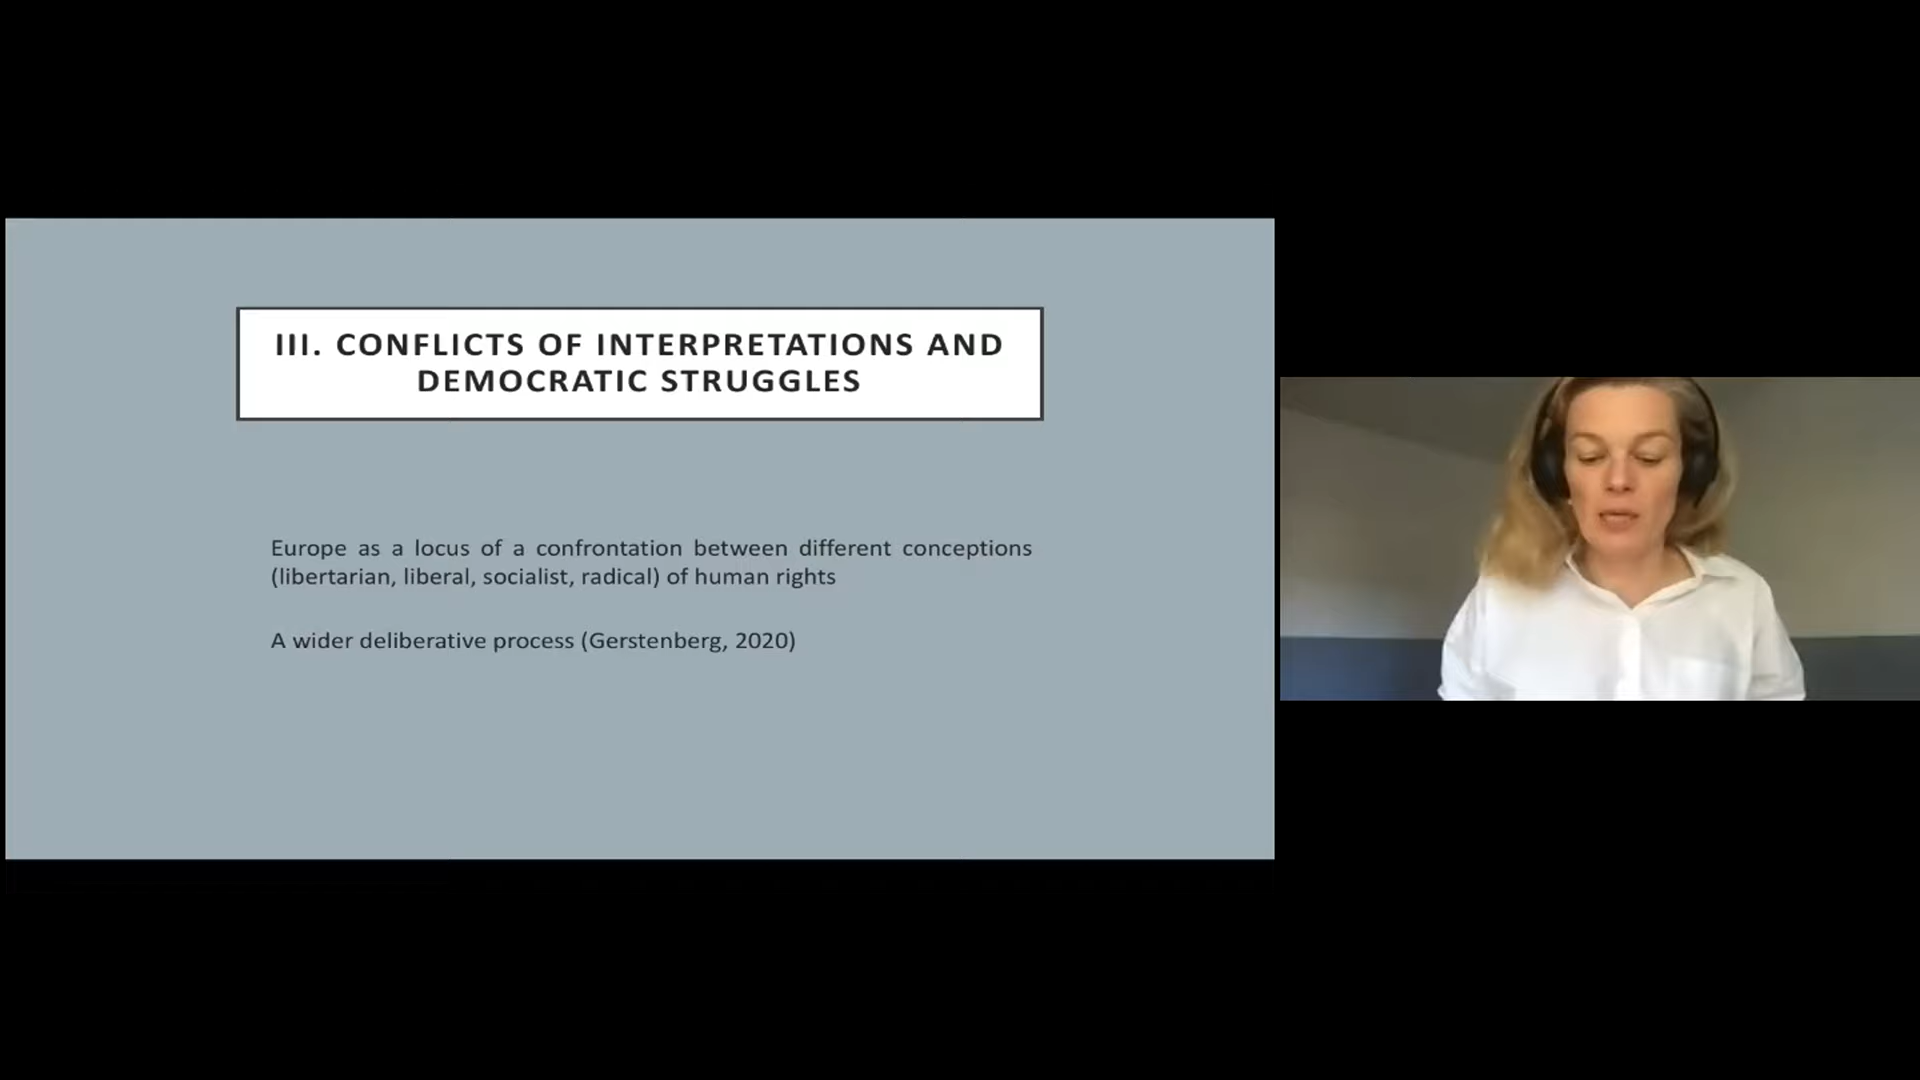 III. CONFLICTS OF INTERPRETATIONS AND
DEMOCRATIC STRUGGLES
Europe as a locus of a confrontation between different conceptions
(libertarian, liberal, socialist, radical) of human rights
A wider deliberative process (Gerstenberg, 2020)